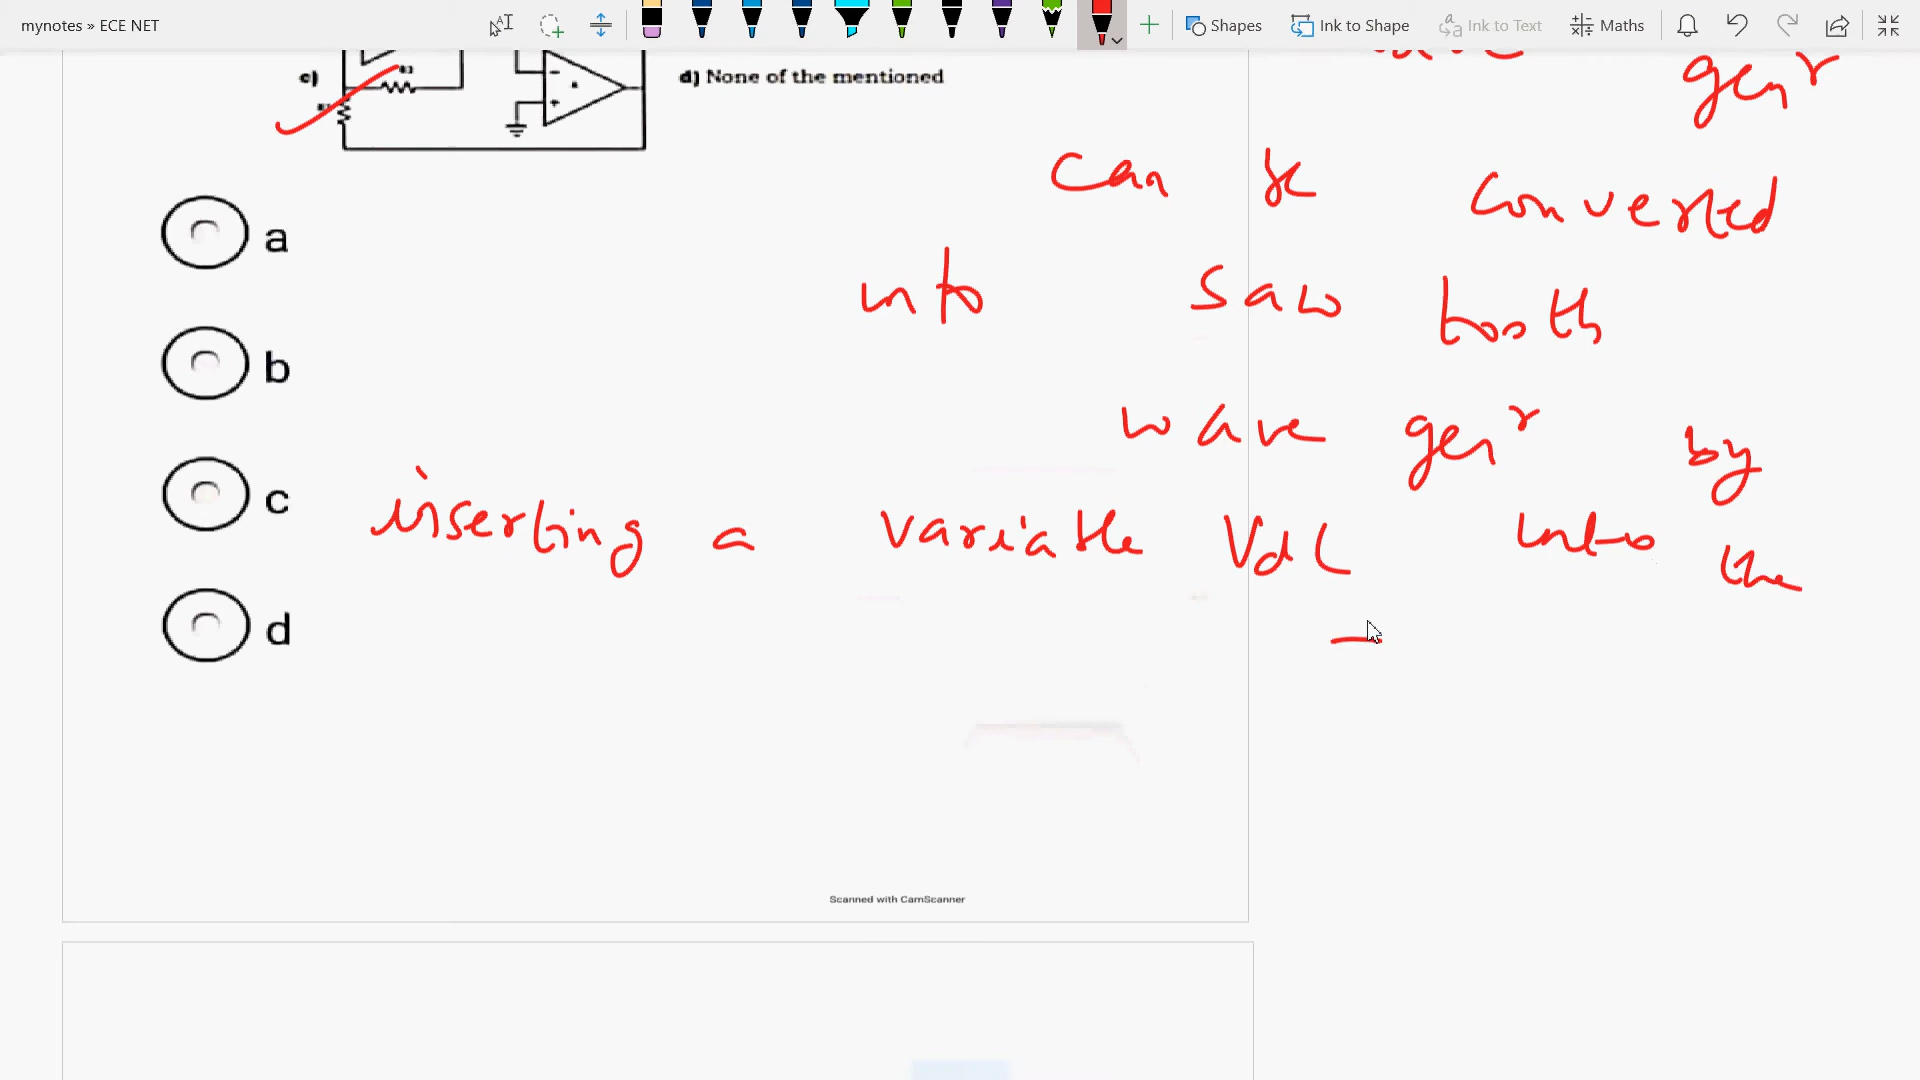 mynotes » ECE NET
Shapes
Ink to Shape
Ink to Text
Maths
gen^r
c)
d) None of the mentioned
can be converted
a
into saw tooth
b
wave gen^r by
c
inserting a variable Vdc into the
d
Scanned with CamScanner